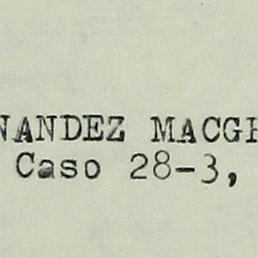 NANDEZ MACG
Caso 28-3,